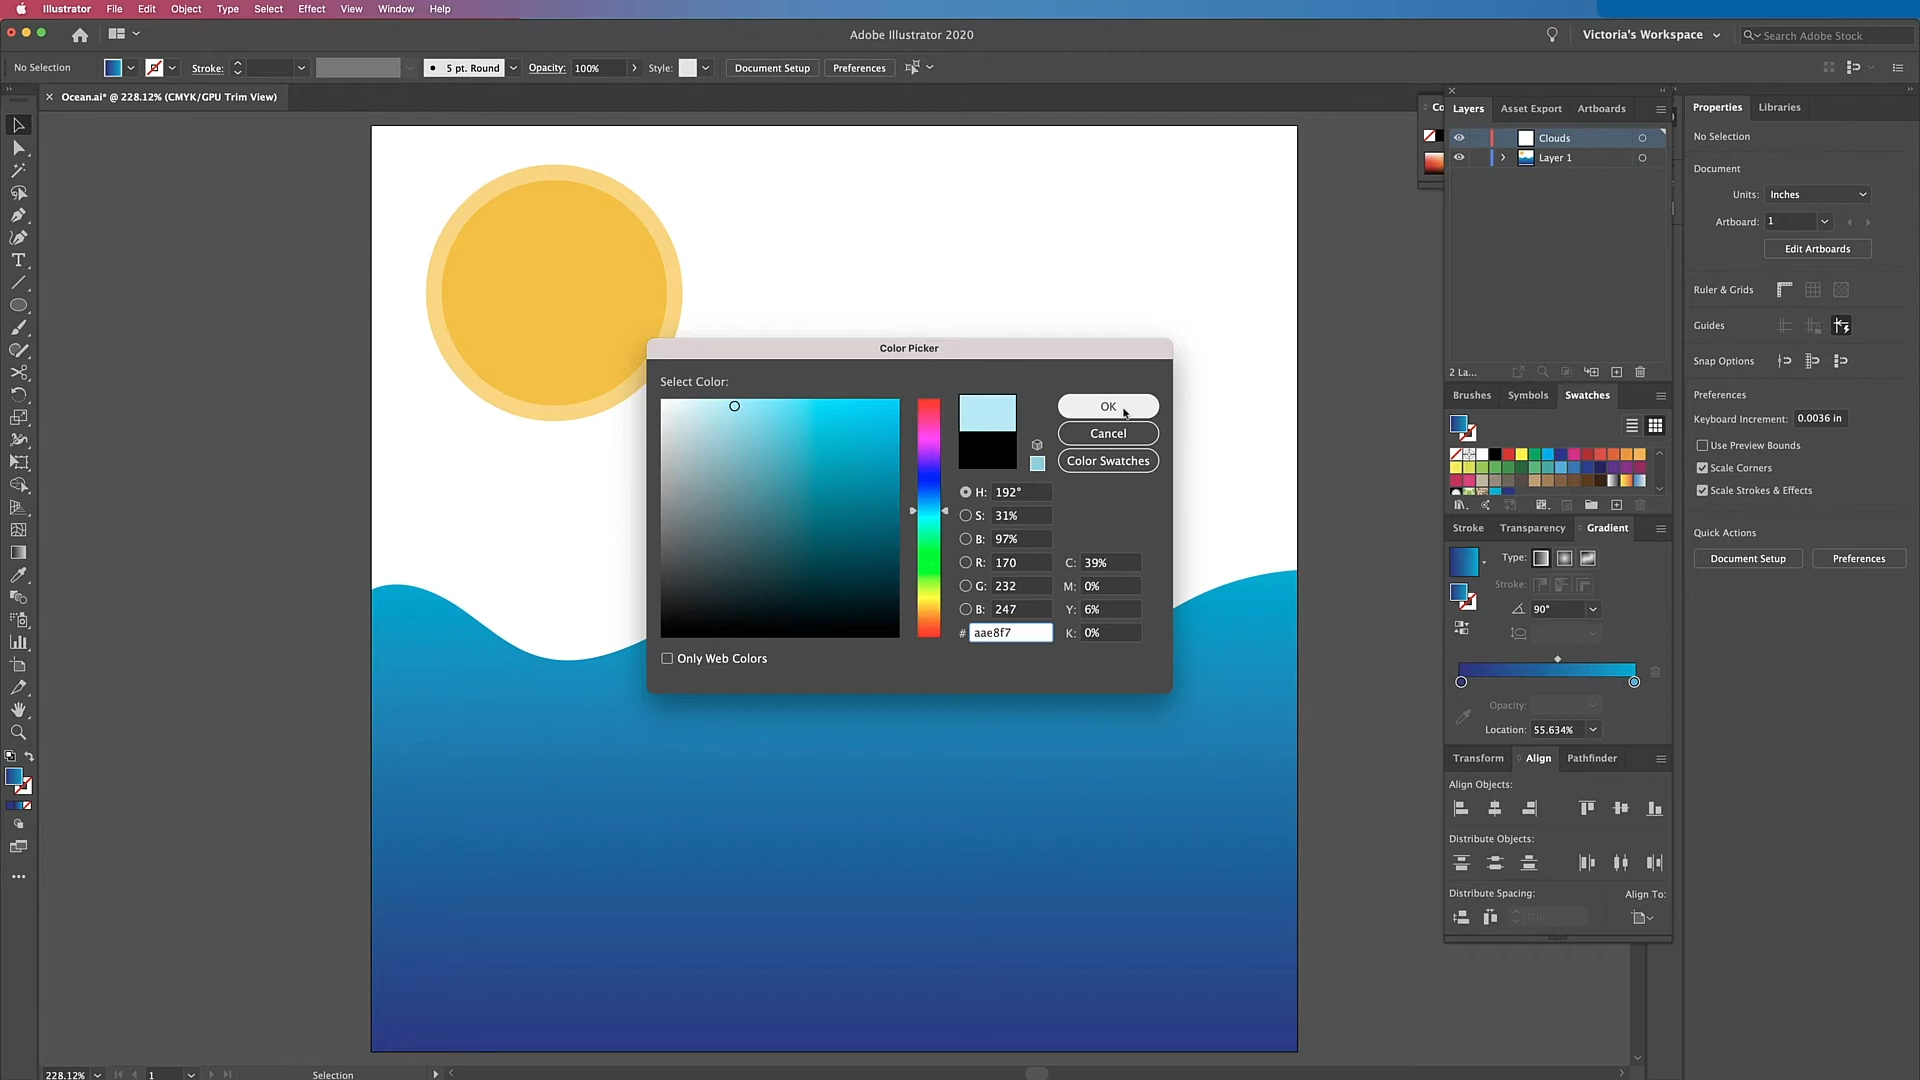 Illustrator File Edit Object Type Select Effect View Window Help
Adobe Illustrator 2020
Victoria's Workspace
Search Adobe Stock
No Selection
Stroke:
5 pt. Round
Opacity: 100%
Style:
Document Setup
Preferences
Ocean.ai* @ 228.12% (CMYK/GPU Trim View)
Co
Layers Asset Export Artboards
Clouds
Layer 1
2 La...
Properties Libraries
No Selection
Document
Units: Inches
Artboard: 1
Edit Artboards
Ruler & Grids
Guides
Snap Options
Preferences
Keyboard Increment: 0.0036 in
Use Preview Bounds
Scale Corners
Scale Strokes & Effects
Quick Actions
Document Setup
Preferences
Color Picker
Select Color:
OK
Cancel
Color Swatches
H: 192°
S: 31%
B: 97%
R: 170
G: 232
B: 247
# aae8f7
C: 39%
M: 0%
Y: 6%
K: 0%
Only Web Colors
Brushes Symbols Swatches
Stroke Transparency Gradient
Type:
Stroke:
90°
Opacity:
Location: 55.634%
Transform Align Pathfinder
Align Objects:
Distribute Objects:
Distribute Spacing:
Align To:
0 in
228.12%
1
Selection